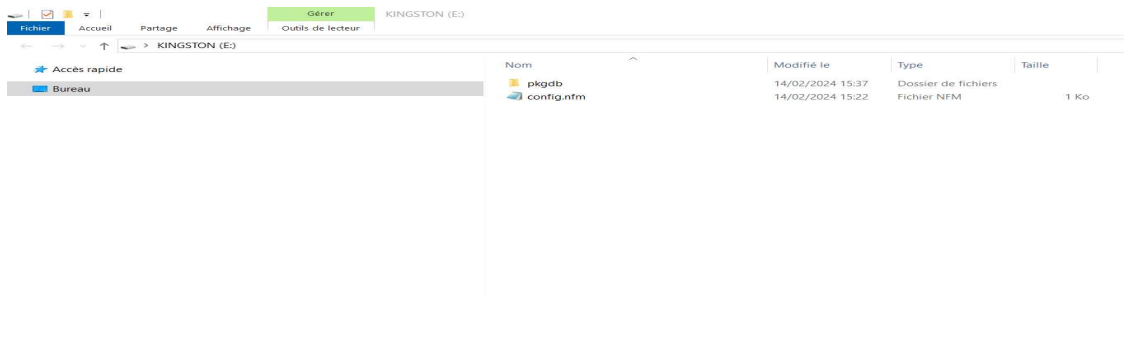 Gérer KINGSTON (E:)
Fichier Accueil Partage Affichage Outils de lecteur
KINGSTON (E:)
Accès rapide
Bureau
Nom Modifié le Type Taille
pkgdb 14/02/2024 15:37 Dossier de fichiers
config.nfm 14/02/2024 15:22 Fichier NFM 1 Ko